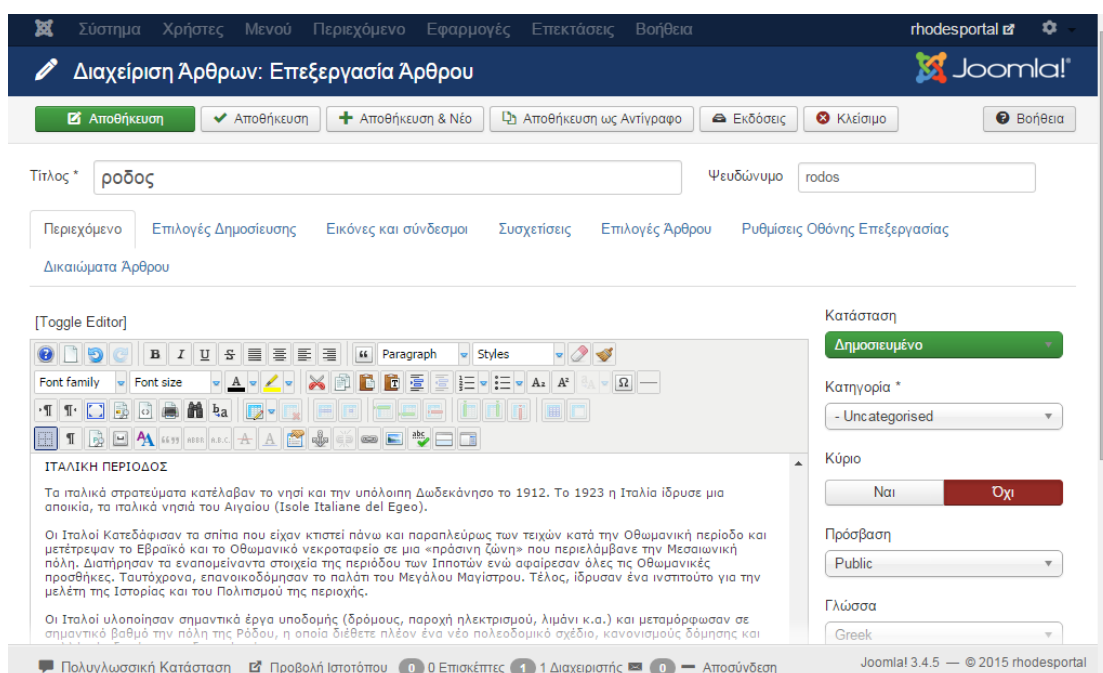 Σύστημα Χρήστες Μενού Περιεχόμενο Εφαρμογές Επεκτάσεις Βοήθεια rhodesportal
Διαχείριση Άρθρων: Επεξεργασία Άρθρου Joomla!
Αποθήκευση Αποθήκευση Αποθήκευση & Νέο Αποθήκευση ως Αντίγραφο Εκδόσεις Κλείσιμο Βοήθεια
Τίτλος * ροδος Ψευδώνυμο rodos
Περιεχόμενο Επιλογές Δημοσίευσης Εικόνες και σύνδεσμοι Συσχετίσεις Επιλογές Άρθρου Ρυθμίσεις Οθόνης Επεξεργασίας
Δικαιώματα Άρθρου
[Toggle Editor]
Paragraph Styles
Font family Font size
ΙΤΑΛΙΚΗ ΠΕΡΙΟΔΟΣ
Τα ιταλικά στρατεύματα κατέλαβαν το νησί και την υπόλοιπη Δωδεκάνησο το 1912. Το 1923 η Ιταλία ίδρυσε μια
αποικία, τα ιταλικά νησιά του Αιγαίου (Isole Italiane del Egeo).
Οι Ιταλοί Κατεδάφισαν τα σπίτια που είχαν κτιστεί πάνω και παραπλεύρως των τειχών κατά την Οθωμανική περίοδο και
μετέτρεψαν το Εβραϊκό και το Οθωμανικό νεκροταφείο σε μια «πράσινη ζώνη» που περιελάμβανε την Μεσαιωνική
πόλη. Διατήρησαν τα εναπομείναντα στοιχεία της περιόδου των Ιπποτών ενώ αφαίρεσαν όλες τις Οθωμανικές
προσθήκες. Ταυτόχρονα, επανοικοδόμησαν το παλάτι του Μεγάλου Μαγίστρου. Τέλος, ίδρυσαν ένα ινστιτούτο για την
μελέτη της Ιστορίας και του Πολιτισμού της περιοχής.
Οι Ιταλοί υλοποίησαν σημαντικά έργα υποδομής (δρόμους, παροχή ηλεκτρισμού, λιμάνι κ.α.) και μεταμόρφωσαν σε
σημαντικό βαθμό την πόλη της Ρόδου, η οποία διέθετε πλέον ένα νέο πολεοδομικό σχέδιο, κανονισμούς δόμησης και
Κατάσταση
Δημοσιευμένο
Κατηγορία *
- Uncategorised
Κύριο
Ναι Όχι
Πρόσβαση
Public
Γλώσσα
Greek
Πολυγλωσσική Κατάσταση Προβολή Ιστοτόπου 0 0 Επισκέπτες 1 1 Διαχειριστής 0 Αποσύνδεση Joomla! 3.4.5 — © 2015 rhodesportal